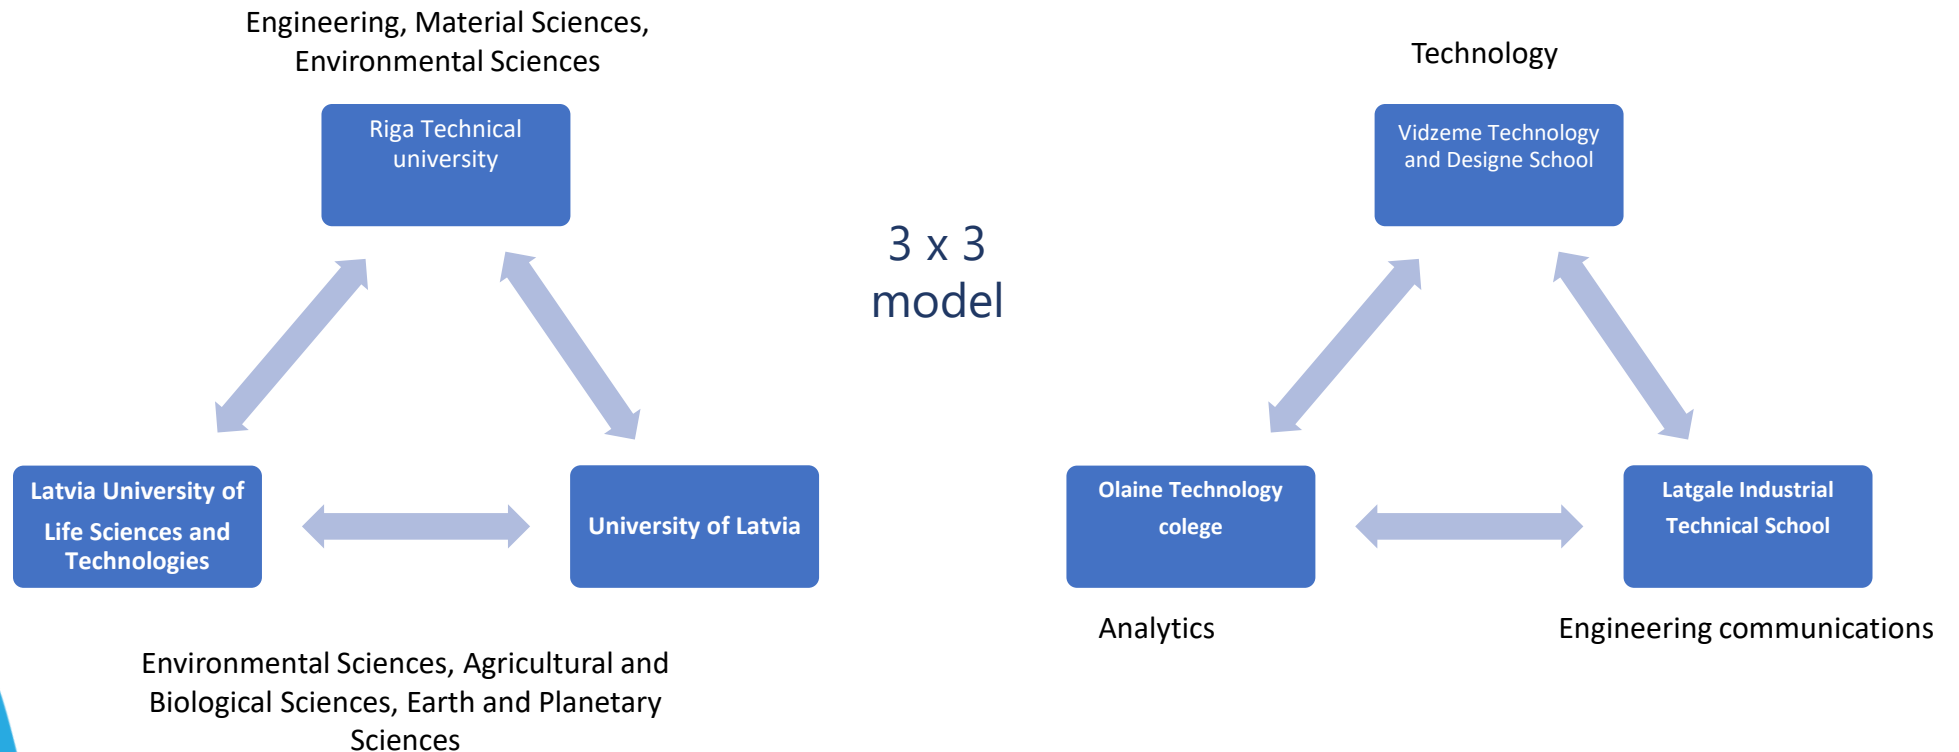 Engineering, Material Sciences,
Environmental Sciences
Riga Technical
university
Latvia University of
Life Sciences and
Technologies
University of Latvia
Environmental Sciences, Agricultural and
Biological Sciences, Earth and Planetary
Sciences
3 x 3
model
Technology
Vidzeme Technology
and Designe School
Olaine Technology
colege
Latgale Industrial
Technical School
Analytics
Engineering communications